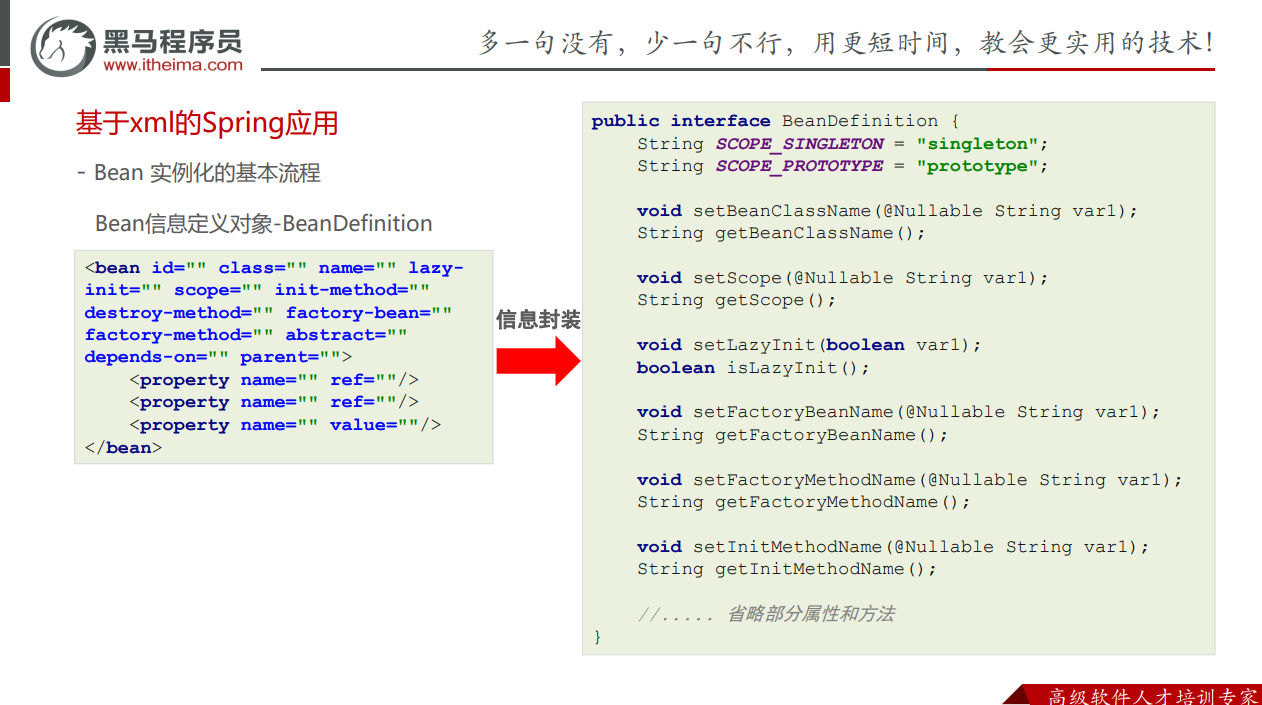 黑马程序员
www.itheima.com
多一句没有，少一句不行，用更短时间，教会更实用的技术！
基于xml的Spring应用
- Bean 实例化的基本流程
Bean信息定义对象-BeanDefinition
<bean id="" class="" name="" lazy-
init="" scope="" init-method=""
destroy-method="" factory-bean=""
factory-method="" abstract=""
depends-on="" parent="">
    <property name="" ref=""/>
    <property name="" ref=""/>
    <property name="" value=""/>
</bean>
信息封装
public interface BeanDefinition {
    String SCOPE_SINGLETON = "singleton";
    String SCOPE_PROTOTYPE = "prototype";
    void setBeanClassName(@Nullable String var1);
    String getBeanClassName();
    void setScope(@Nullable String var1);
    String getScope();
    void setLazyInit(boolean var1);
    boolean isLazyInit();
    void setFactoryBeanName(@Nullable String var1);
    String getFactoryBeanName();
    void setFactoryMethodName(@Nullable String var1);
    String getFactoryMethodName();
    void setInitMethodName(@Nullable String var1);
    String getInitMethodName();
    //..... 省略部分属性和方法
}
高级软件人才培训专家